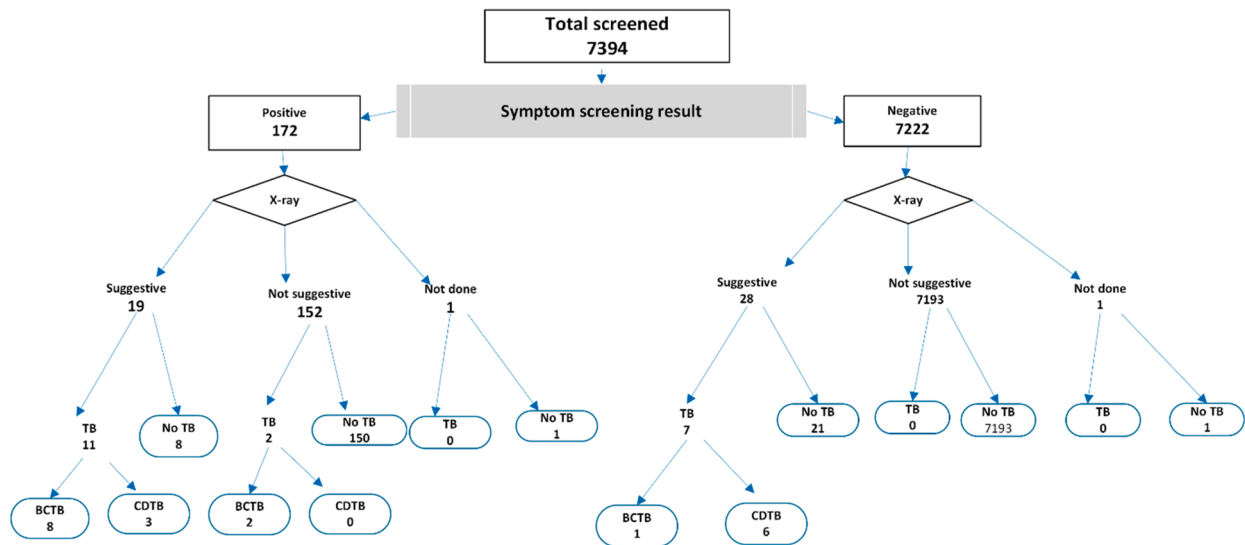 Total screened
7394
Symptom screening result
Positive
172
Negative
7222
X-ray
X-ray
Suggestive
19
Not suggestive
152
Not done
1
Suggestive
28
Not suggestive
7193
Not done
1
TB
11
No TB
8
TB
2
No TB
150
TB
0
No TB
1
TB
7
No TB
21
TB
0
No TB
7193
TB
0
No TB
1
BCTB
8
CDTB
3
BCTB
2
CDTB
0
BCTB
1
CDTB
6